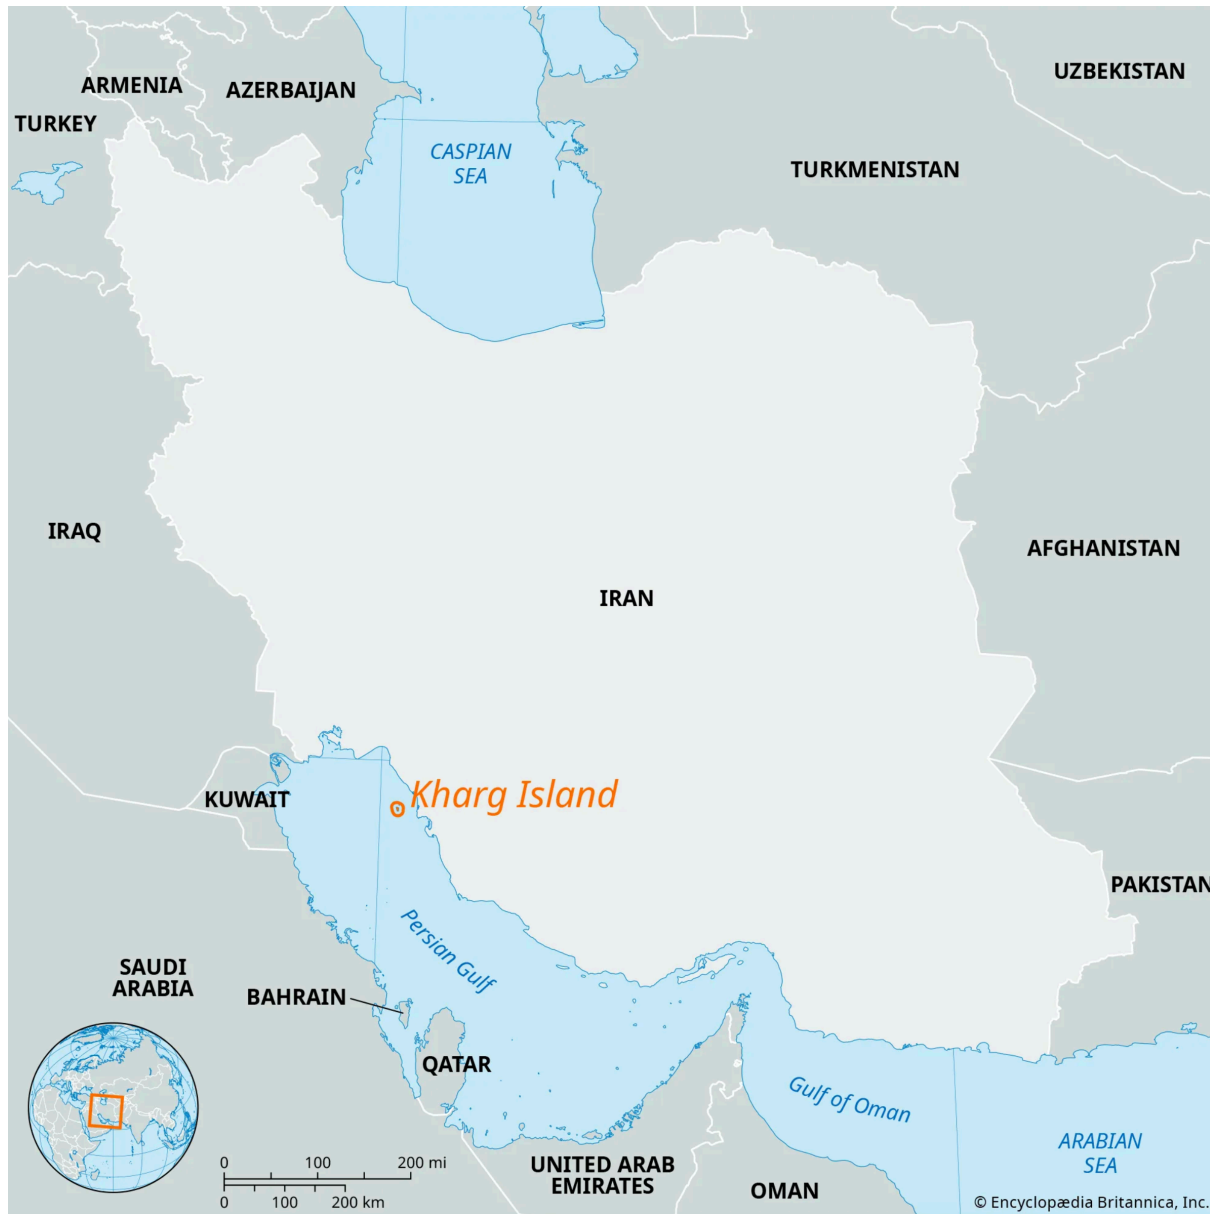 UZBEKISTAN
ARMENIA
AZERBAIJAN
TURKEY
CASPIAN
SEA
TURKMENISTAN
IRAQ
AFGHANISTAN
IRAN
Kharg Island
KUWAIT
PAKISTAN
Persian Gulf
SAUDI
ARABIA
BAHRAIN
QATAR
Gulf of Oman
ARABIAN
SEA
UNITED ARAB
EMIRATES
OMAN
0 100 200 mi
0 100 200 km
© Encyclopædia Britannica, Inc.